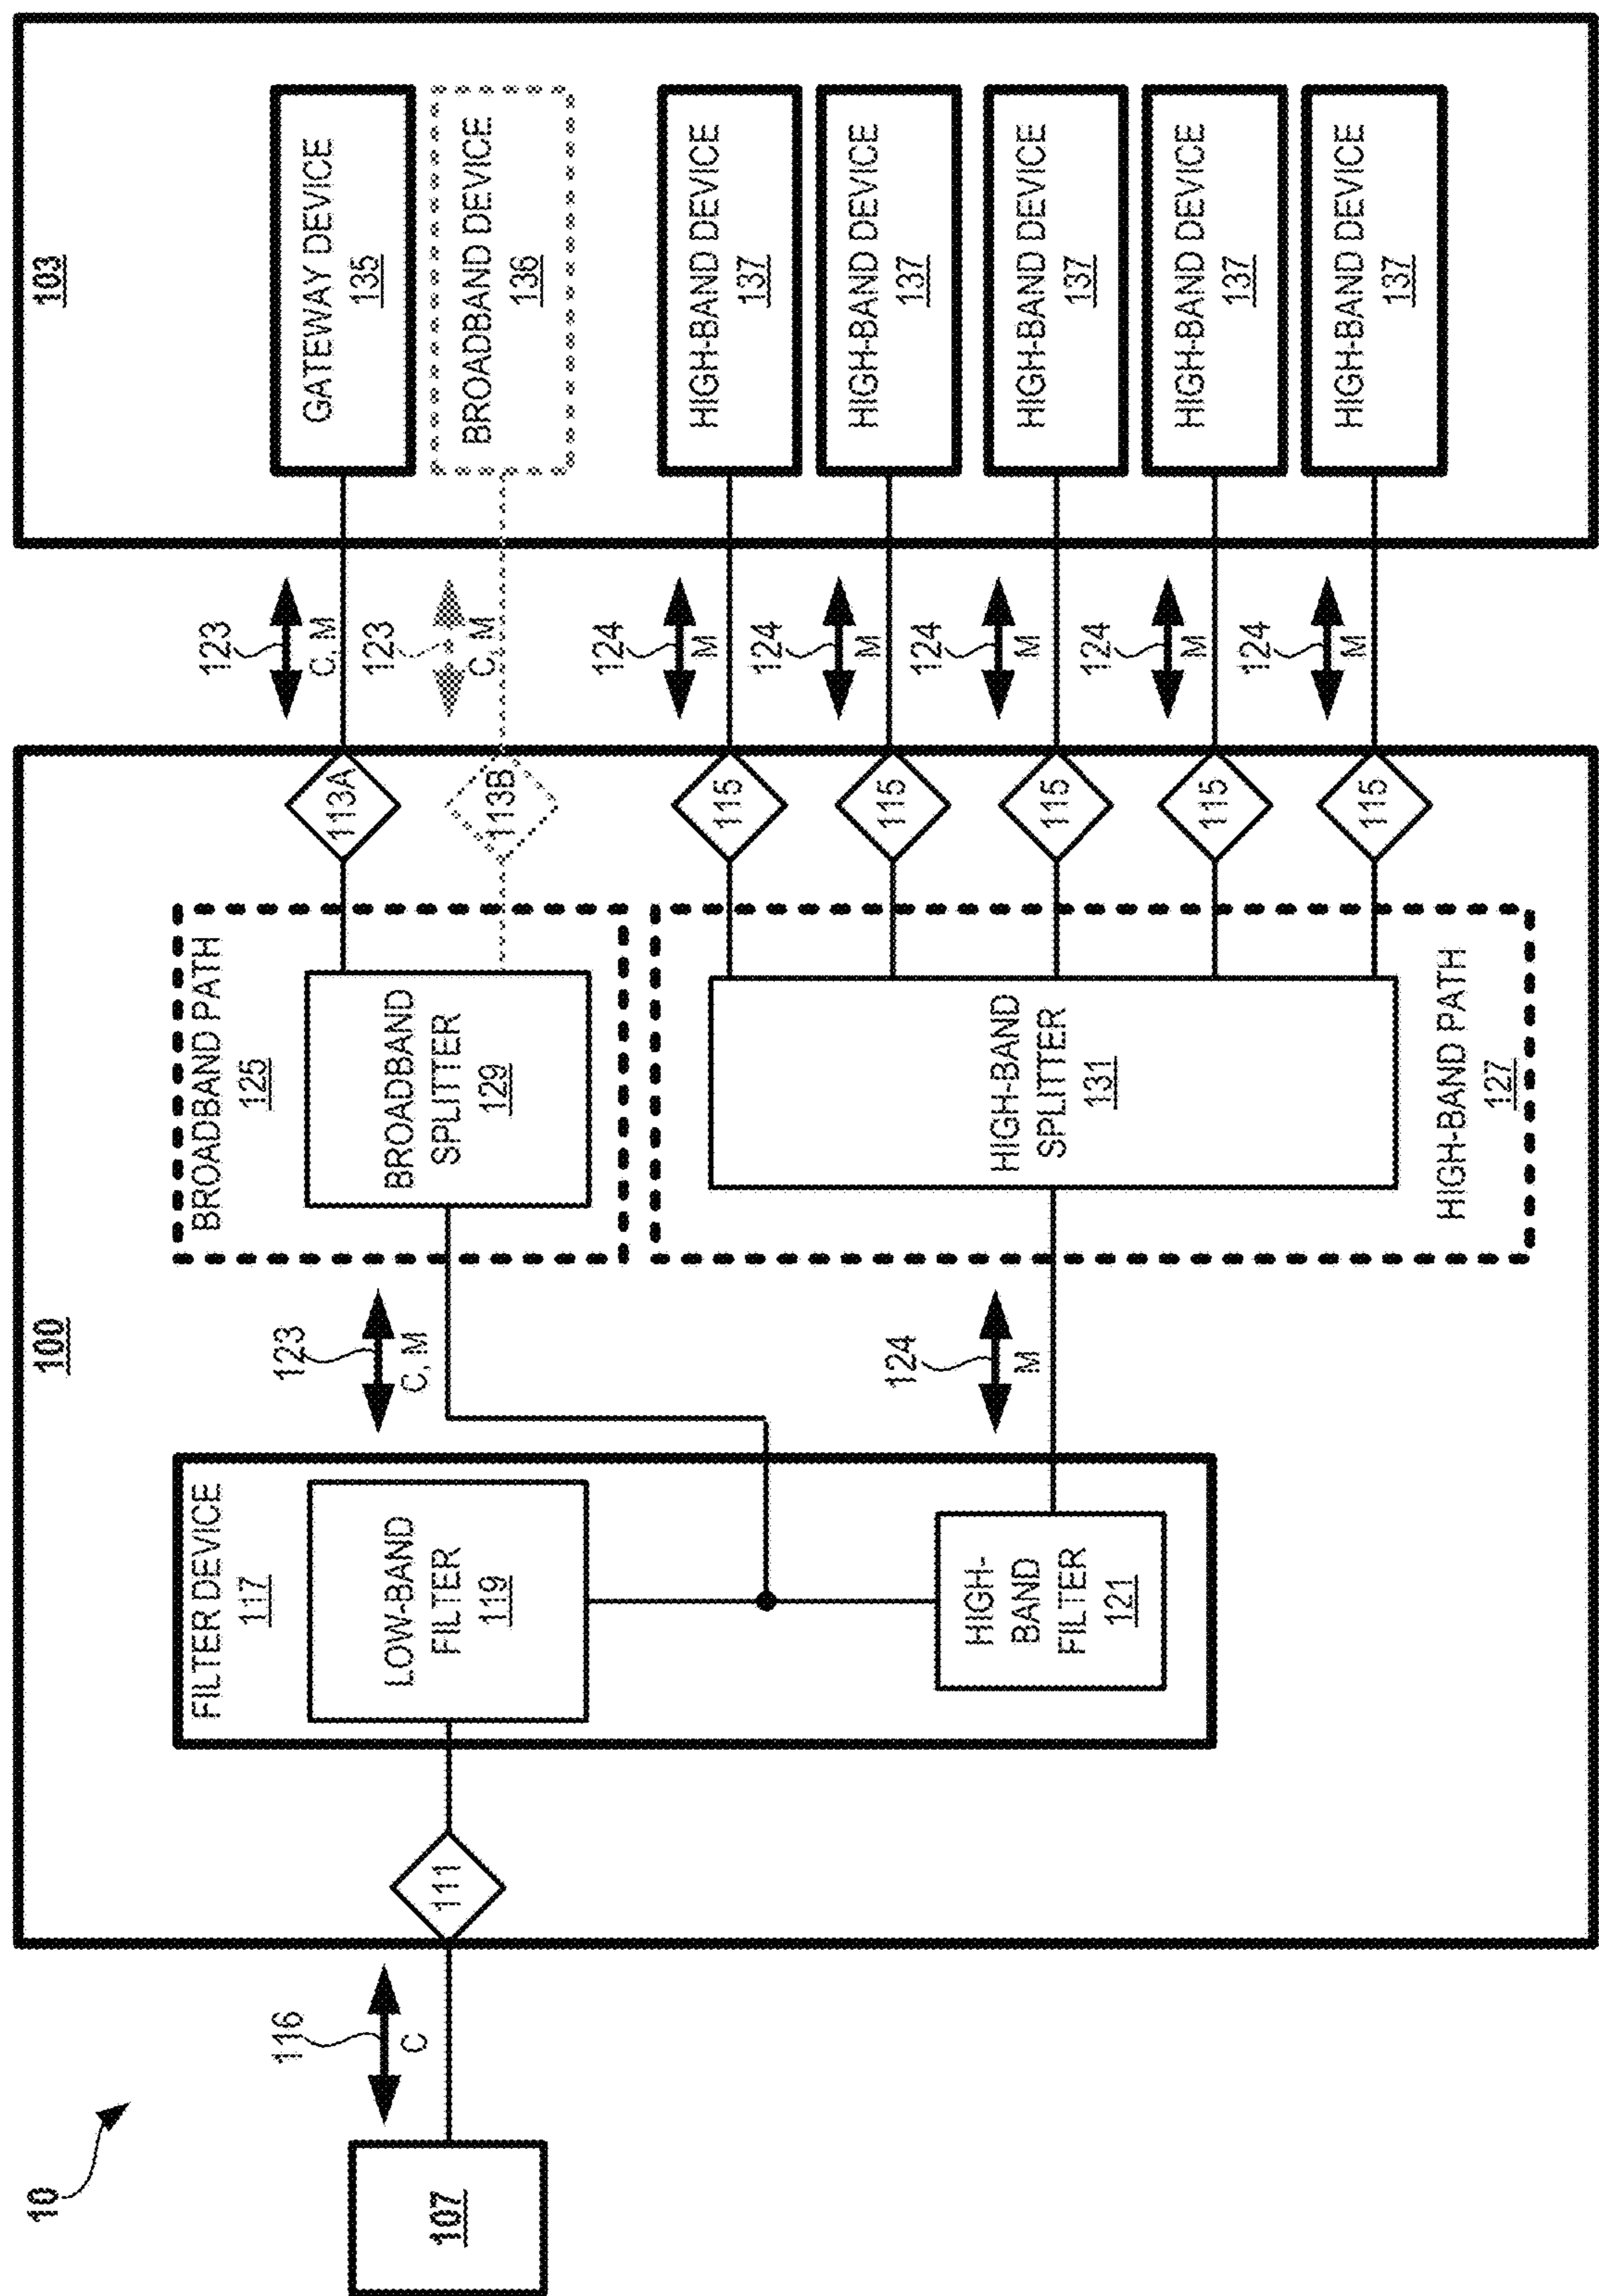 10
107
116
C
100
111
FILTER DEVICE
117
LOW-BAND
FILTER
119
HIGH-
BAND
FILTER
121
123
C, M
124
M
BROADBAND PATH
125
BROADBAND
SPLITTER
129
HIGH-BAND
SPLITTER
131
HIGH-BAND PATH
127
113A
113B
115
115
115
115
115
123
C, M
123
C, M
124
M
124
M
124
M
124
M
124
M
103
GATEWAY DEVICE
135
BROADBAND DEVICE
136
HIGH-BAND DEVICE
137
HIGH-BAND DEVICE
137
HIGH-BAND DEVICE
137
HIGH-BAND DEVICE
137
HIGH-BAND DEVICE
137